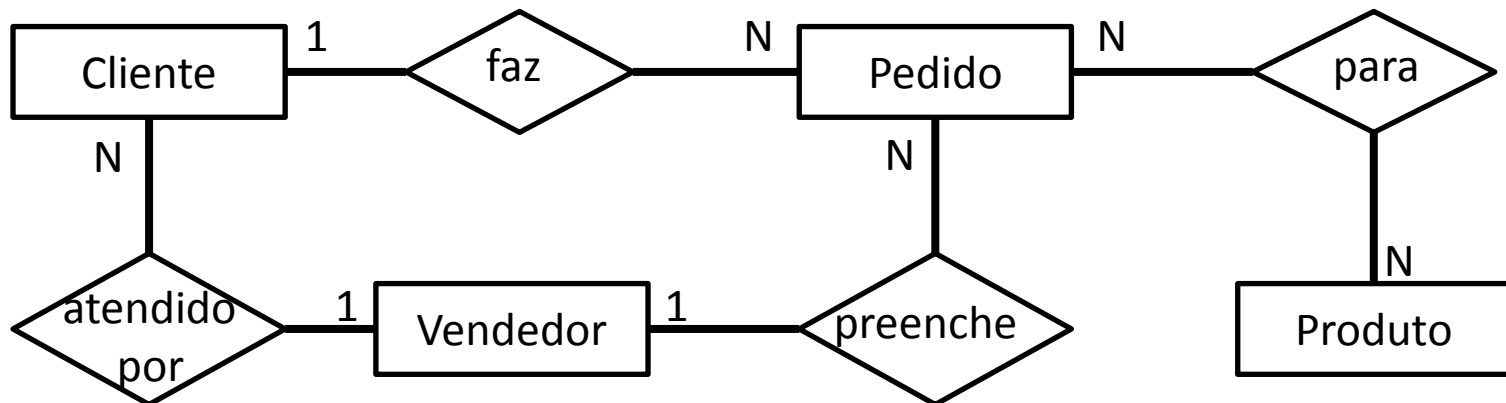 Cliente
1
faz
N
Pedido
N
para
N
N
N
atendido
por
1
Vendedor
1
preenche
Produto